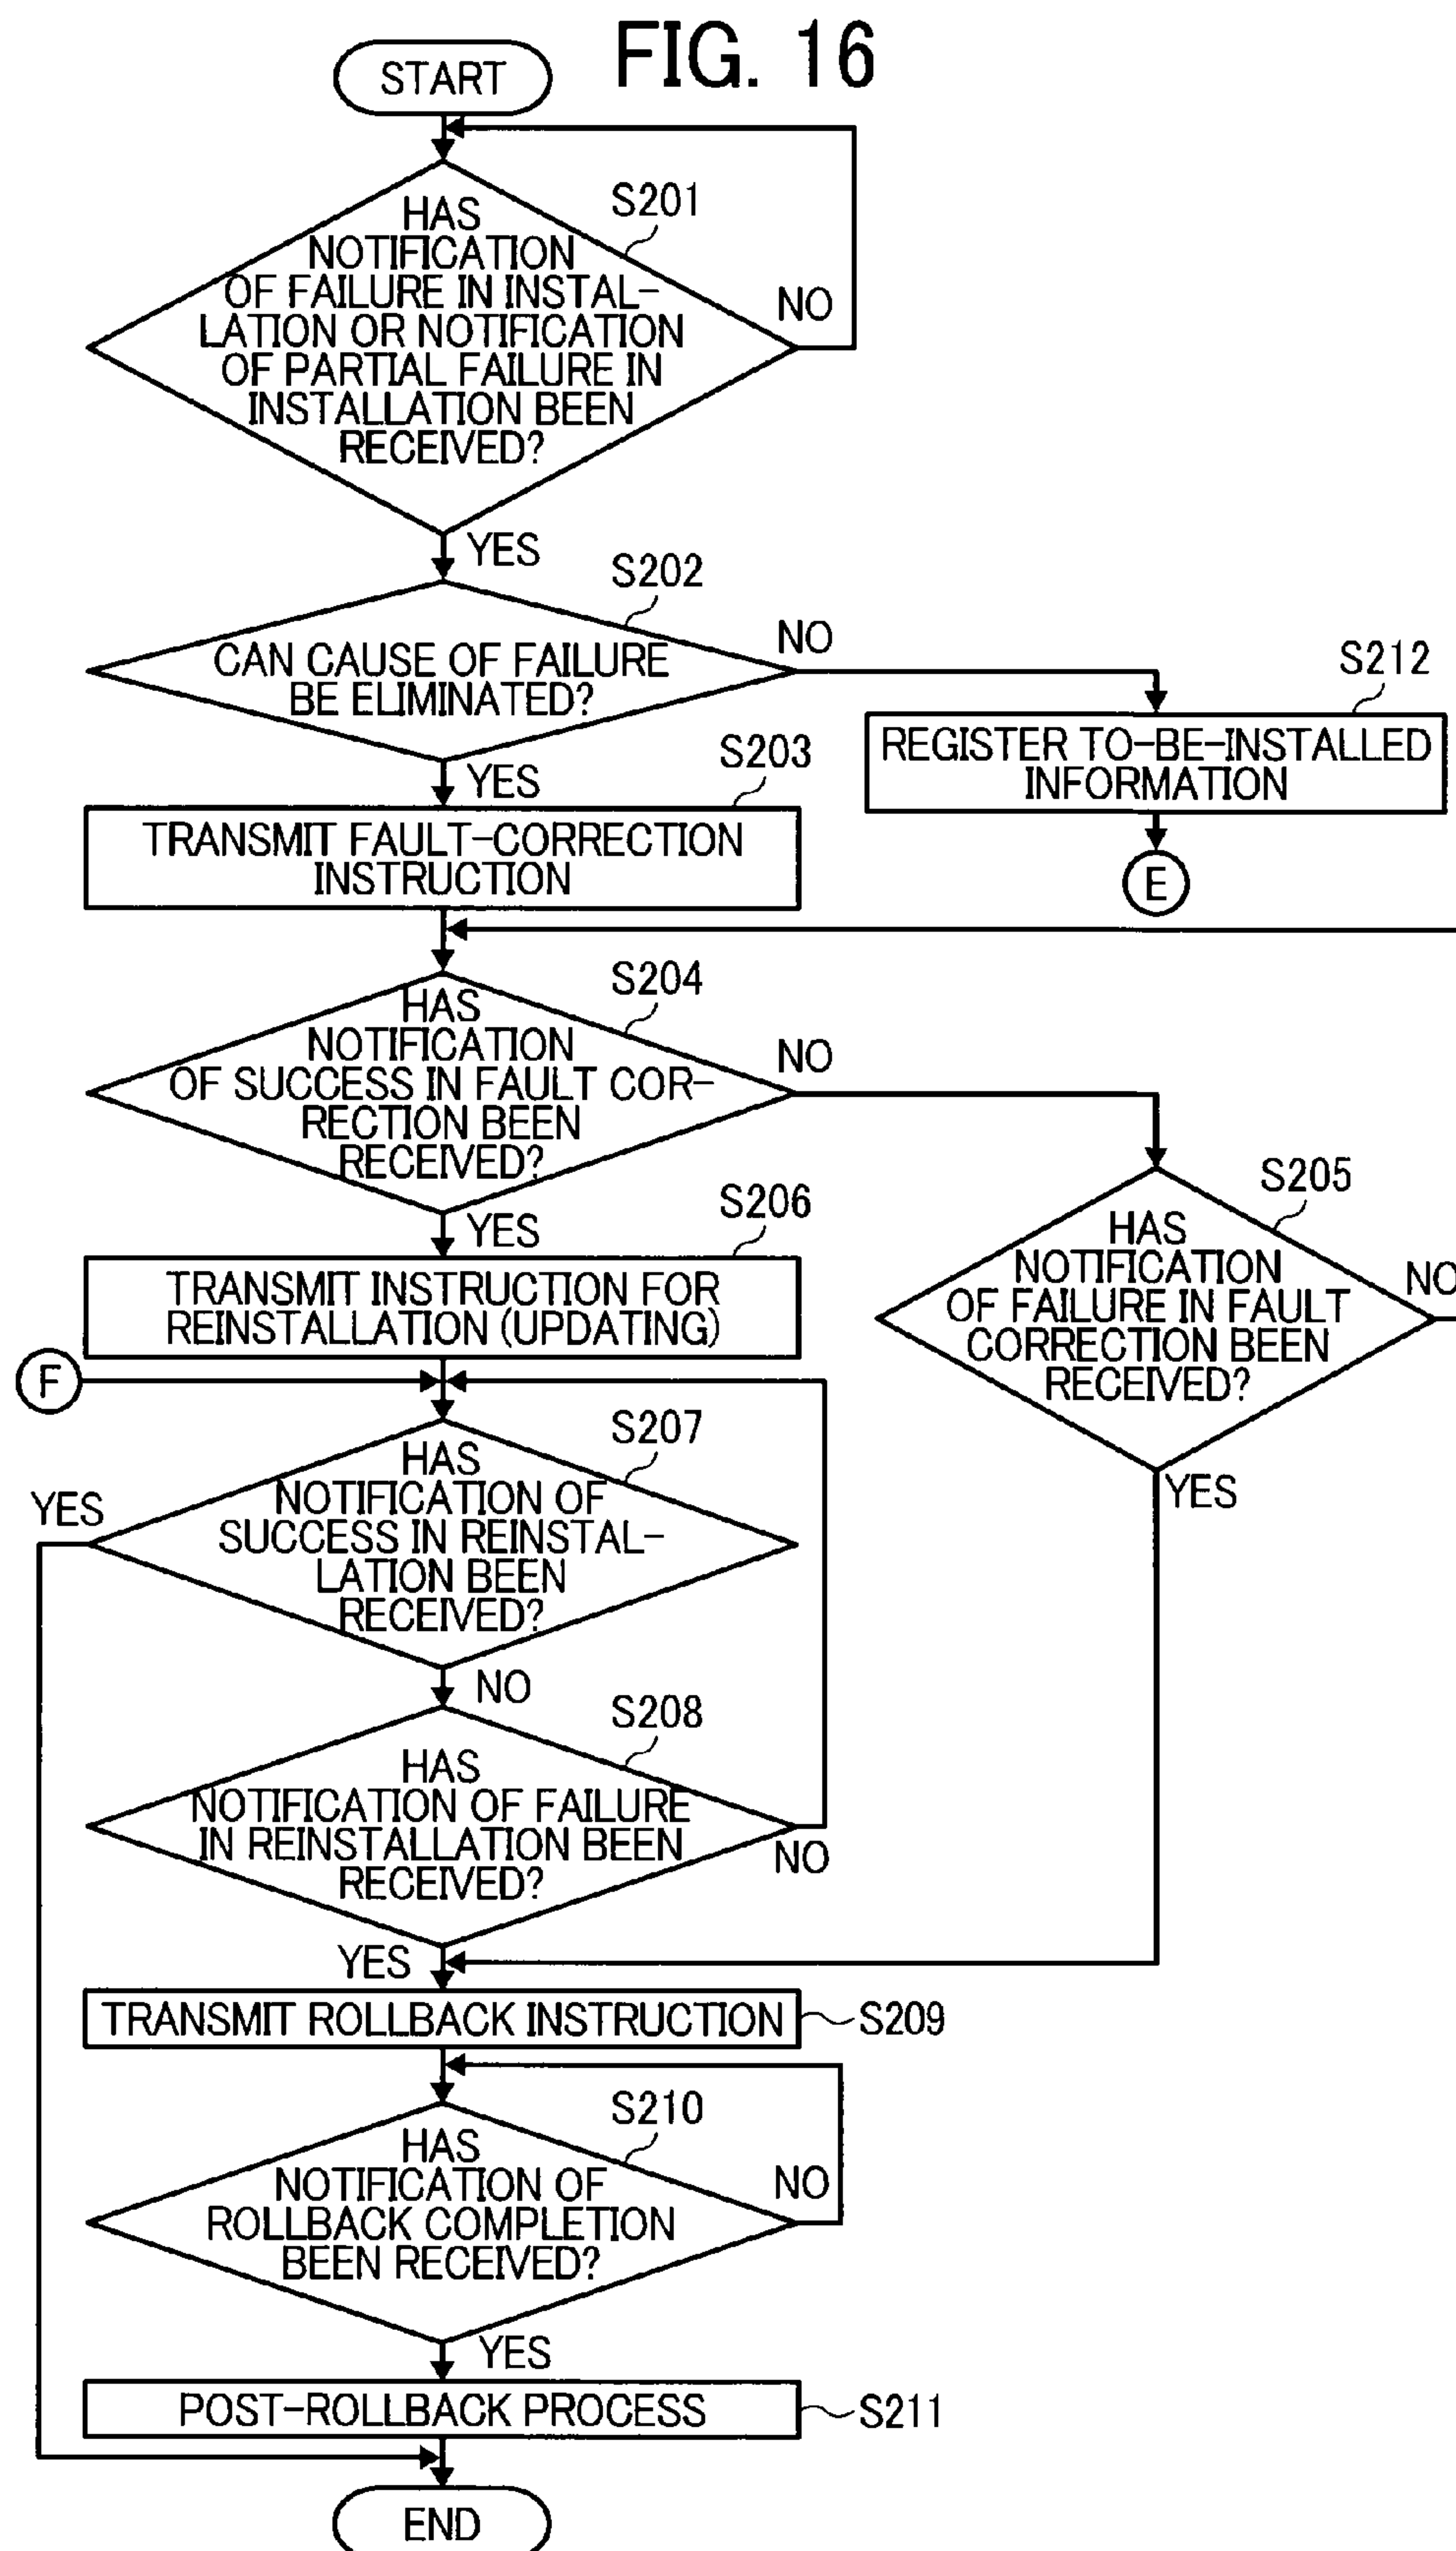 FIG. 16
START
S201
HAS
NOTIFICATION
OF FAILURE IN INSTAL-
LATION OR NOTIFICATION
OF PARTIAL FAILURE IN
INSTALLATION BEEN
RECEIVED?
NO
YES
S202
CAN CAUSE OF FAILURE
BE ELIMINATED?
NO
S212
REGISTER TO-BE-INSTALLED
INFORMATION
E
YES
S203
TRANSMIT FAULT-CORRECTION
INSTRUCTION
S204
HAS
NOTIFICATION
OF SUCCESS IN FAULT COR-
RECTION BEEN
RECEIVED?
NO
S205
HAS
NOTIFICATION
OF FAILURE IN FAULT
CORRECTION BEEN
RECEIVED?
NO
YES
YES
S206
TRANSMIT INSTRUCTION FOR
REINSTALLATION (UPDATING)
F
S207
HAS
NOTIFICATION OF
SUCCESS IN REINSTAL-
LATION BEEN
RECEIVED?
YES
NO
S208
HAS
NOTIFICATION OF FAILURE
IN REINSTALLATION BEEN
RECEIVED?
NO
YES
TRANSMIT ROLLBACK INSTRUCTION
S209
S210
HAS
NOTIFICATION OF
ROLLBACK COMPLETION
BEEN RECEIVED?
NO
YES
POST-ROLLBACK PROCESS
S211
END